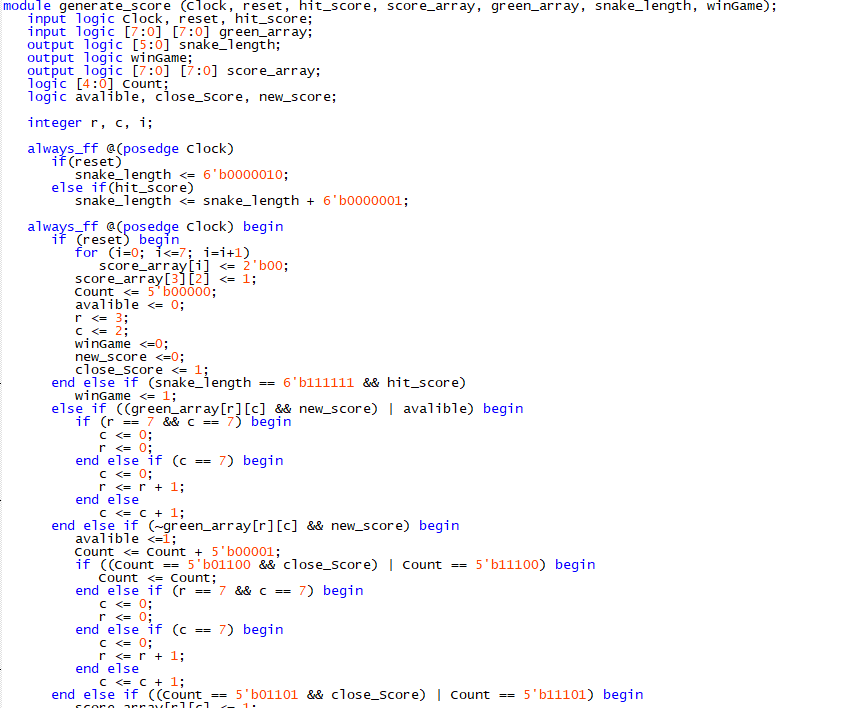 module generate_score (Clock, reset, hit_score, score_array, green_array, snake_length, winGame);
input logic Clock, reset, hit_score;
input logic [7:0] [7:0] green_array;
output logic [5:0] snake_length;
output logic winGame;
output logic [7:0] [7:0] score_array;
logic [4:0] Count;
logic avalible, close_Score, new_score;
integer r, c, i;
always_ff @(posedge Clock)
if(reset)
snake_length <= 6'b0000010;
else if(hit_score)
snake_length <= snake_length + 6'b0000001;
always_ff @(posedge Clock) begin
if (reset) begin
for (i=0; i<=7; i=i+1)
score_array[i] <= 2'b00;
score_array[3][2] <= 1;
Count <= 5'b00000;
avalible <= 0;
r <= 3;
c <= 2;
winGame <=0;
new_score <=0;
close_Score <= 1;
end else if (snake_length == 6'b111111 && hit_score)
winGame <= 1;
else if ((green_array[r][c] && new_score) | avalible) begin
if (r == 7 && c == 7) begin
c <= 0;
r <= 0;
end else if (c == 7) begin
c <= 0;
r <= r + 1;
end else
c <= c + 1;
end else if (~green_array[r][c] && new_score) begin
avalible <=1;
Count <= Count + 5'b00001;
if ((Count == 5'b01100 && close_Score) | Count == 5'b11100) begin
Count <= Count;
end else if (r == 7 && c == 7) begin
c <= 0;
r <= 0;
end else if (c == 7) begin
c <= 0;
r <= r + 1;
end else
c <= c + 1;
end else if ((Count == 5'b01101 && close_Score) | Count == 5'b11101) begin
score_array[r][c] <= 1;